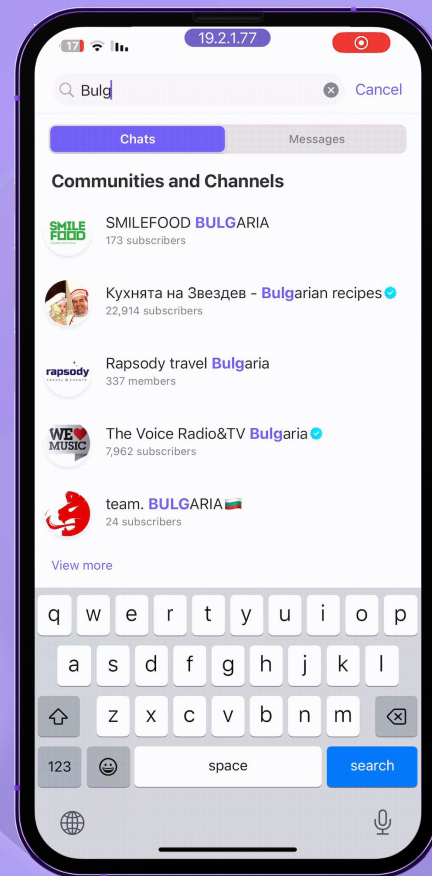 17
19.2.1.77
Bulg
Cancel
Chats
Messages
Communities and Channels
SMILE
FOOD
SMILEFOOD BULGARIA
173 subscribers
Кухнята на Звездев - Bulgarian recipes
22,914 subscribers
rapsody
TRAVEL & EVENTS
Rapsody travel Bulgaria
337 members
WE
MUSIC
The Voice Radio&TV Bulgaria
7,962 subscribers
team. BULGARIA🇧🇬
24 subscribers
View more
q w e r t y u i o p
a s d f g h j k l
z x c v b n m
123
space
search